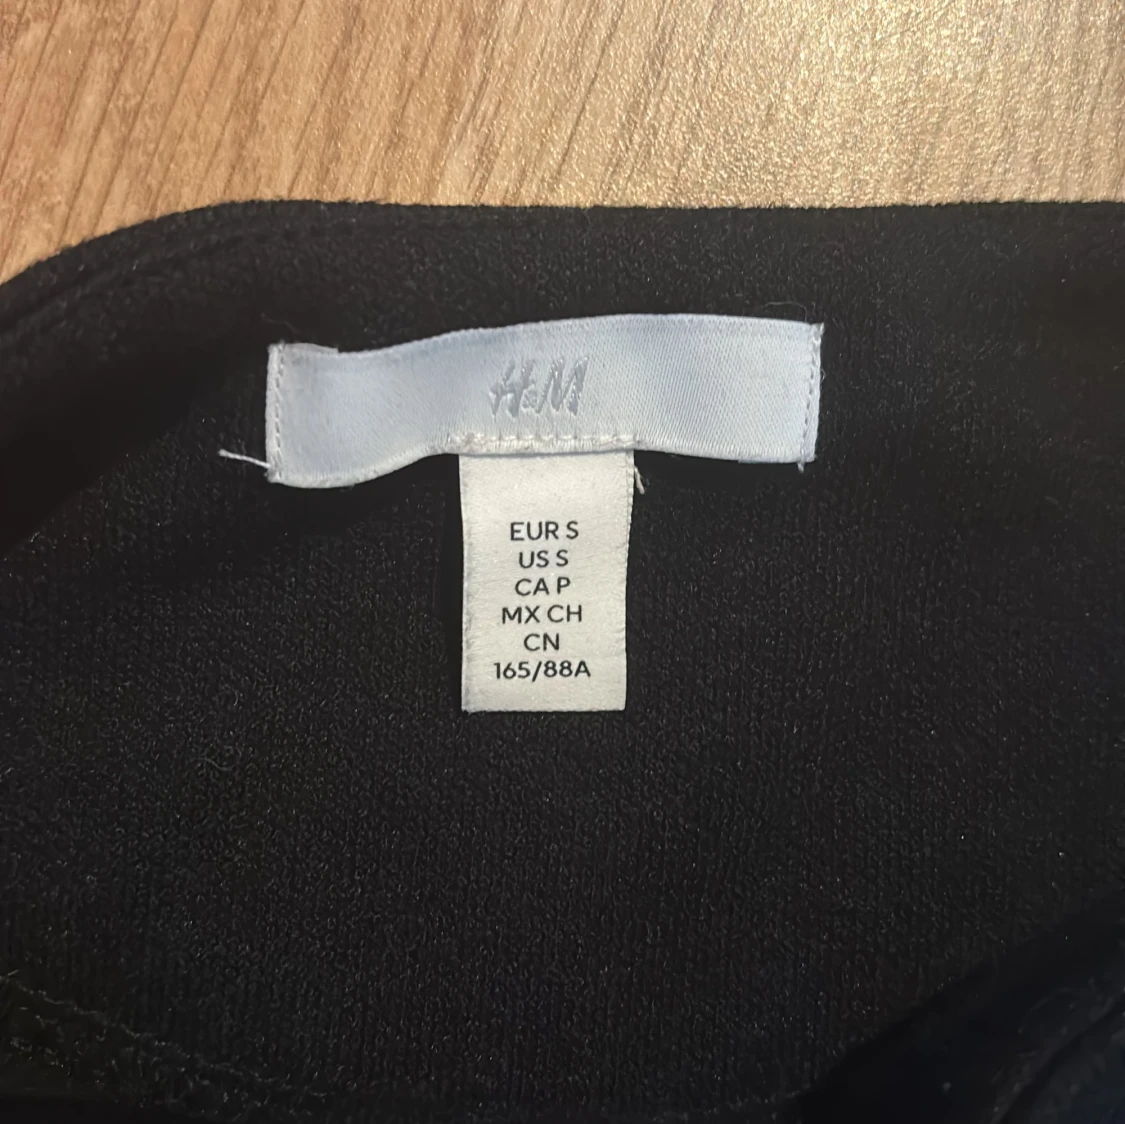 H&M
EUR S
US S
CA P
MX CH
CN
165/88A